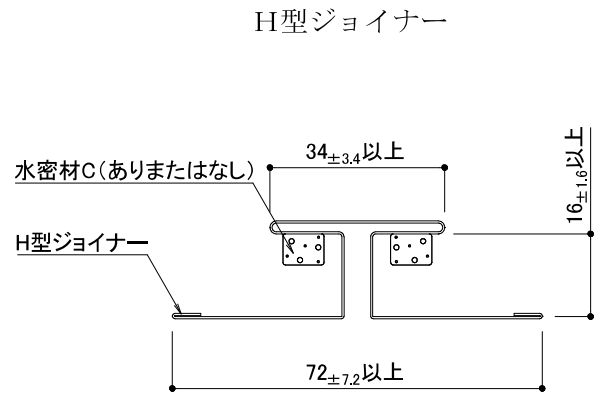 H型ジョイナー
34±3.4以上
水密材C(ありまたはなし)
16±1.6以上
H型ジョイナー
72±7.2以上